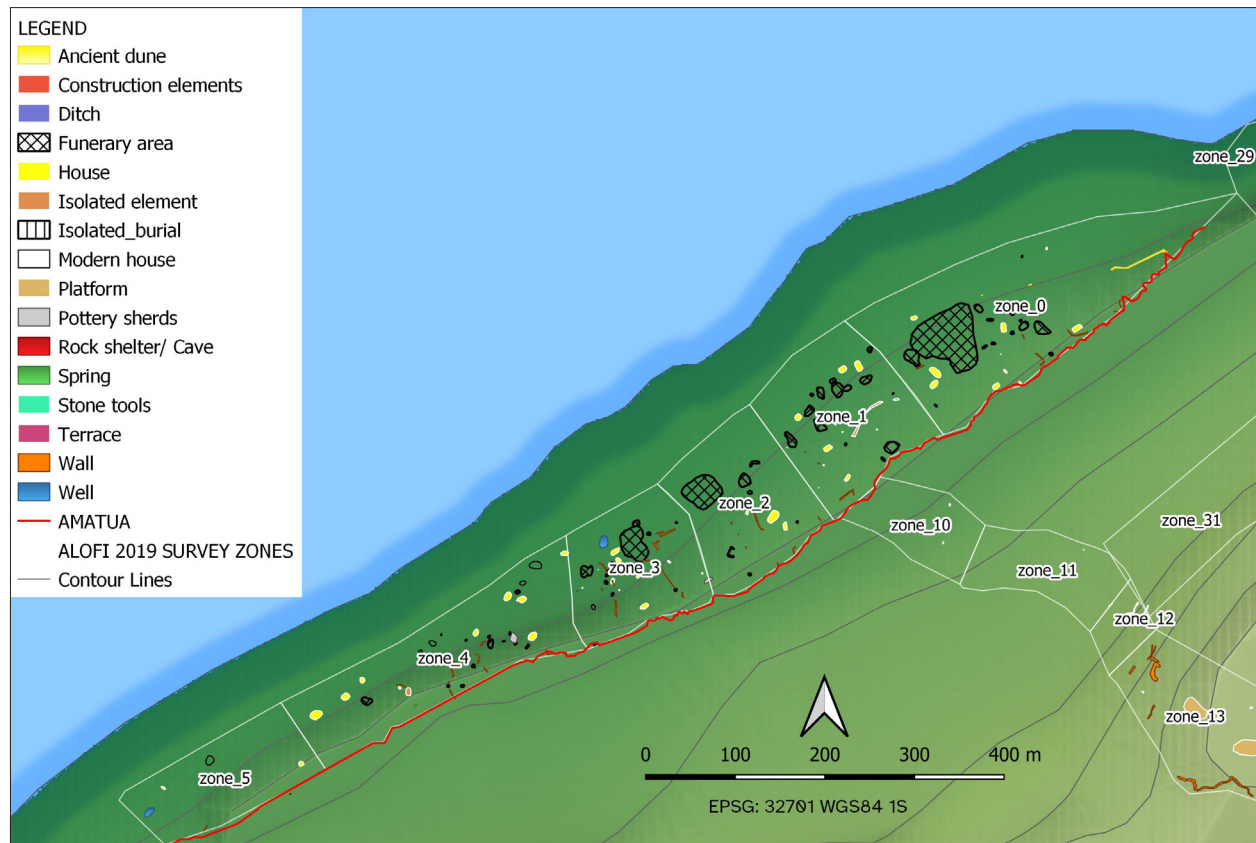 LEGEND
Ancient dune
Construction elements
Ditch
Funerary area
House
Isolated element
Isolated_burial
Modern house
Platform
Pottery sherds
Rock shelter/ Cave
Spring
Stone tools
Terrace
Wall
Well
AMATUA
ALOFI 2019 SURVEY ZONES
Contour Lines
zone_29
zone_0
zone_1
zone_2
zone_10
zone_31
zone_3
zone_11
zone_12
zone_4
zone_13
zone_5
0 100 200 300 400 m
EPSG: 32701 WGS84 1S